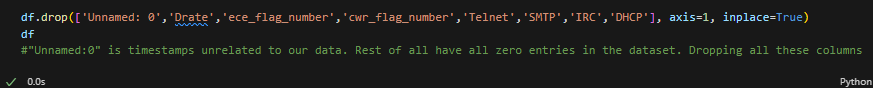 df.drop(['Unnamed: 0','Drate','ece_flag_number','cwr_flag_number','Telnet','SMTP','IRC','DHCP'], axis=1, inplace=True)
df
#"Unnamed:0" is timestamps unrelated to our data. Rest of all have all zero entries in the dataset. Dropping all these columns
0.0s Python